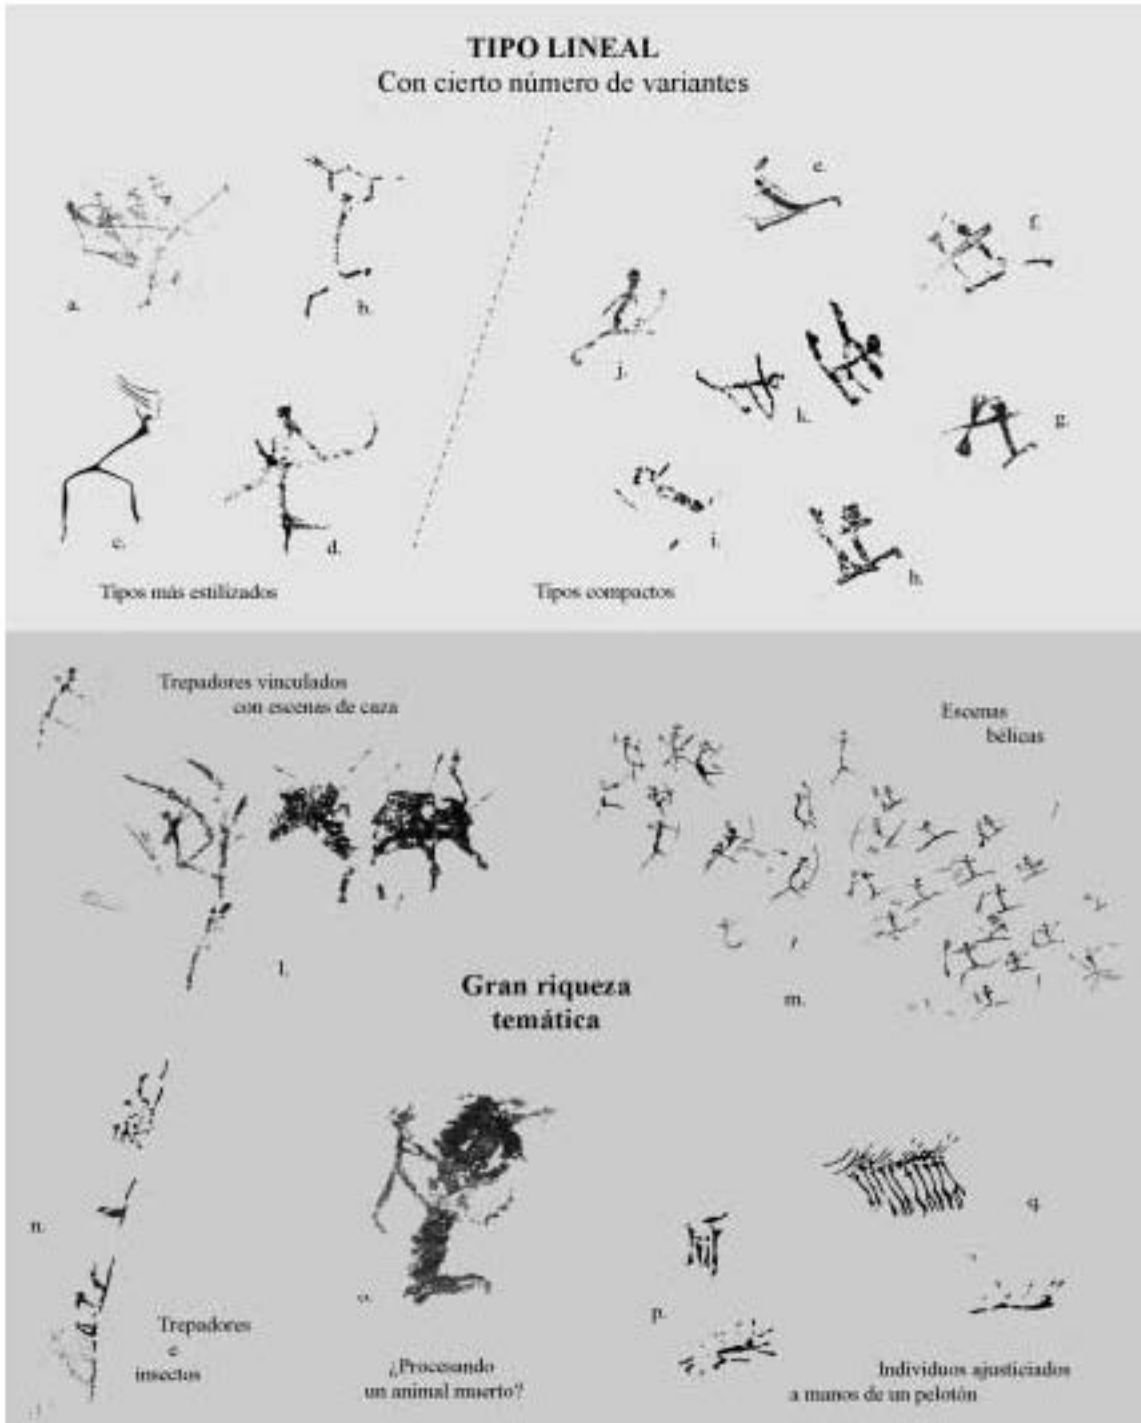 TIPO LINEAL
Con cierto número de variantes
a.
b.
c.
d.
e.
f.
g.
h.
i.
j.
k.
Tipos más estilizados
Tipos compactos
Trepadores vinculados
con escenas de caza
Escenas
bélicas
l.
m.
Gran riqueza
temática
n.
Trepadores
e
insectos
o.
¿Procesando
un animal muerto?
p.
q.
Individuos ajusticiados
a manos de un pelotón